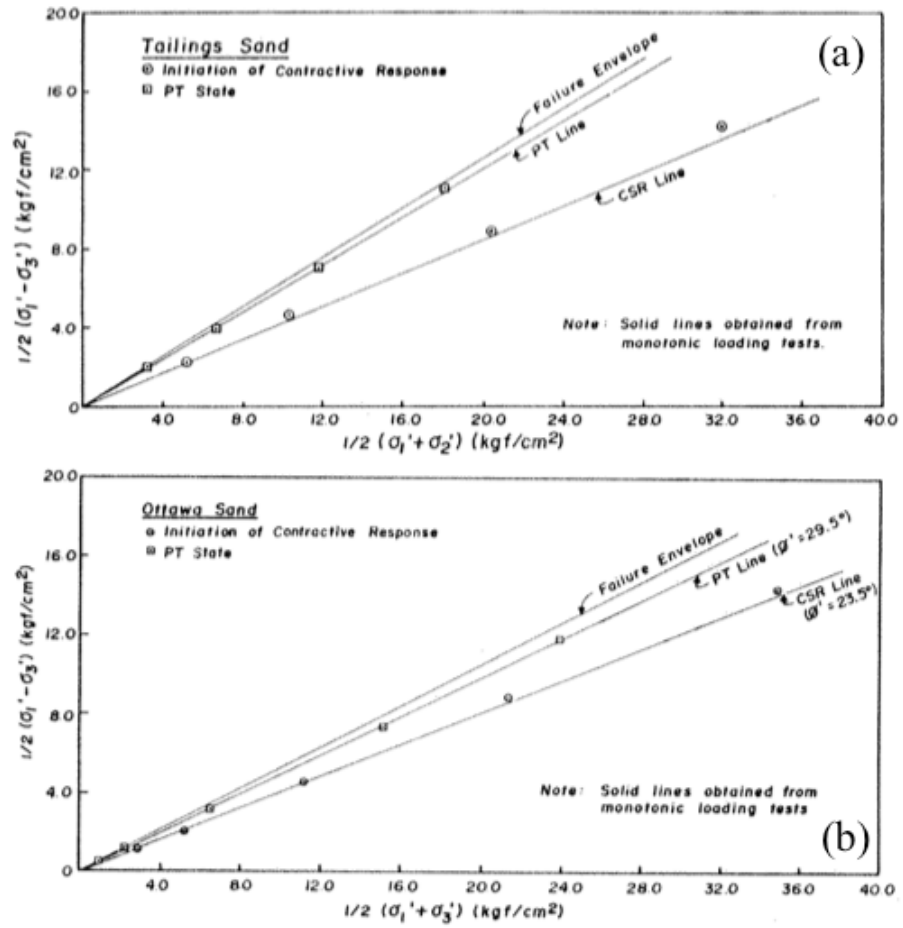 20.0
(a)
Tailings Sand
Initiation of Contractive Response
PT State
16.0
12.0
8.0
4.0
0
1/2 (σ₁'-σ₃') (kgf/cm²)
Failure Envelope
PT Line
CSR Line
Note: Solid lines obtained from
monotonic loading tests.
4.0 8.0 12.0 16.0 20.0 24.0 28.0 32.0 36.0 40.0
1/2 (σ₁'+σ₂') (kgf/cm²)
20.0
Ottawa Sand
Initiation of Contractive Response
PT State
16.0
12.0
8.0
4.0
0
1/2 (σ₁'-σ₃') (kgf/cm²)
Failure Envelope
PT Line (ø'=29.5°)
CSR Line
(ø'=23.5°)
Note: Solid lines obtained from
monotonic loading tests
(b)
4.0 8.0 12.0 16.0 20.0 24.0 28.0 32.0 36.0 40.0
1/2 (σ₁'+σ₃') (kgf/cm²)